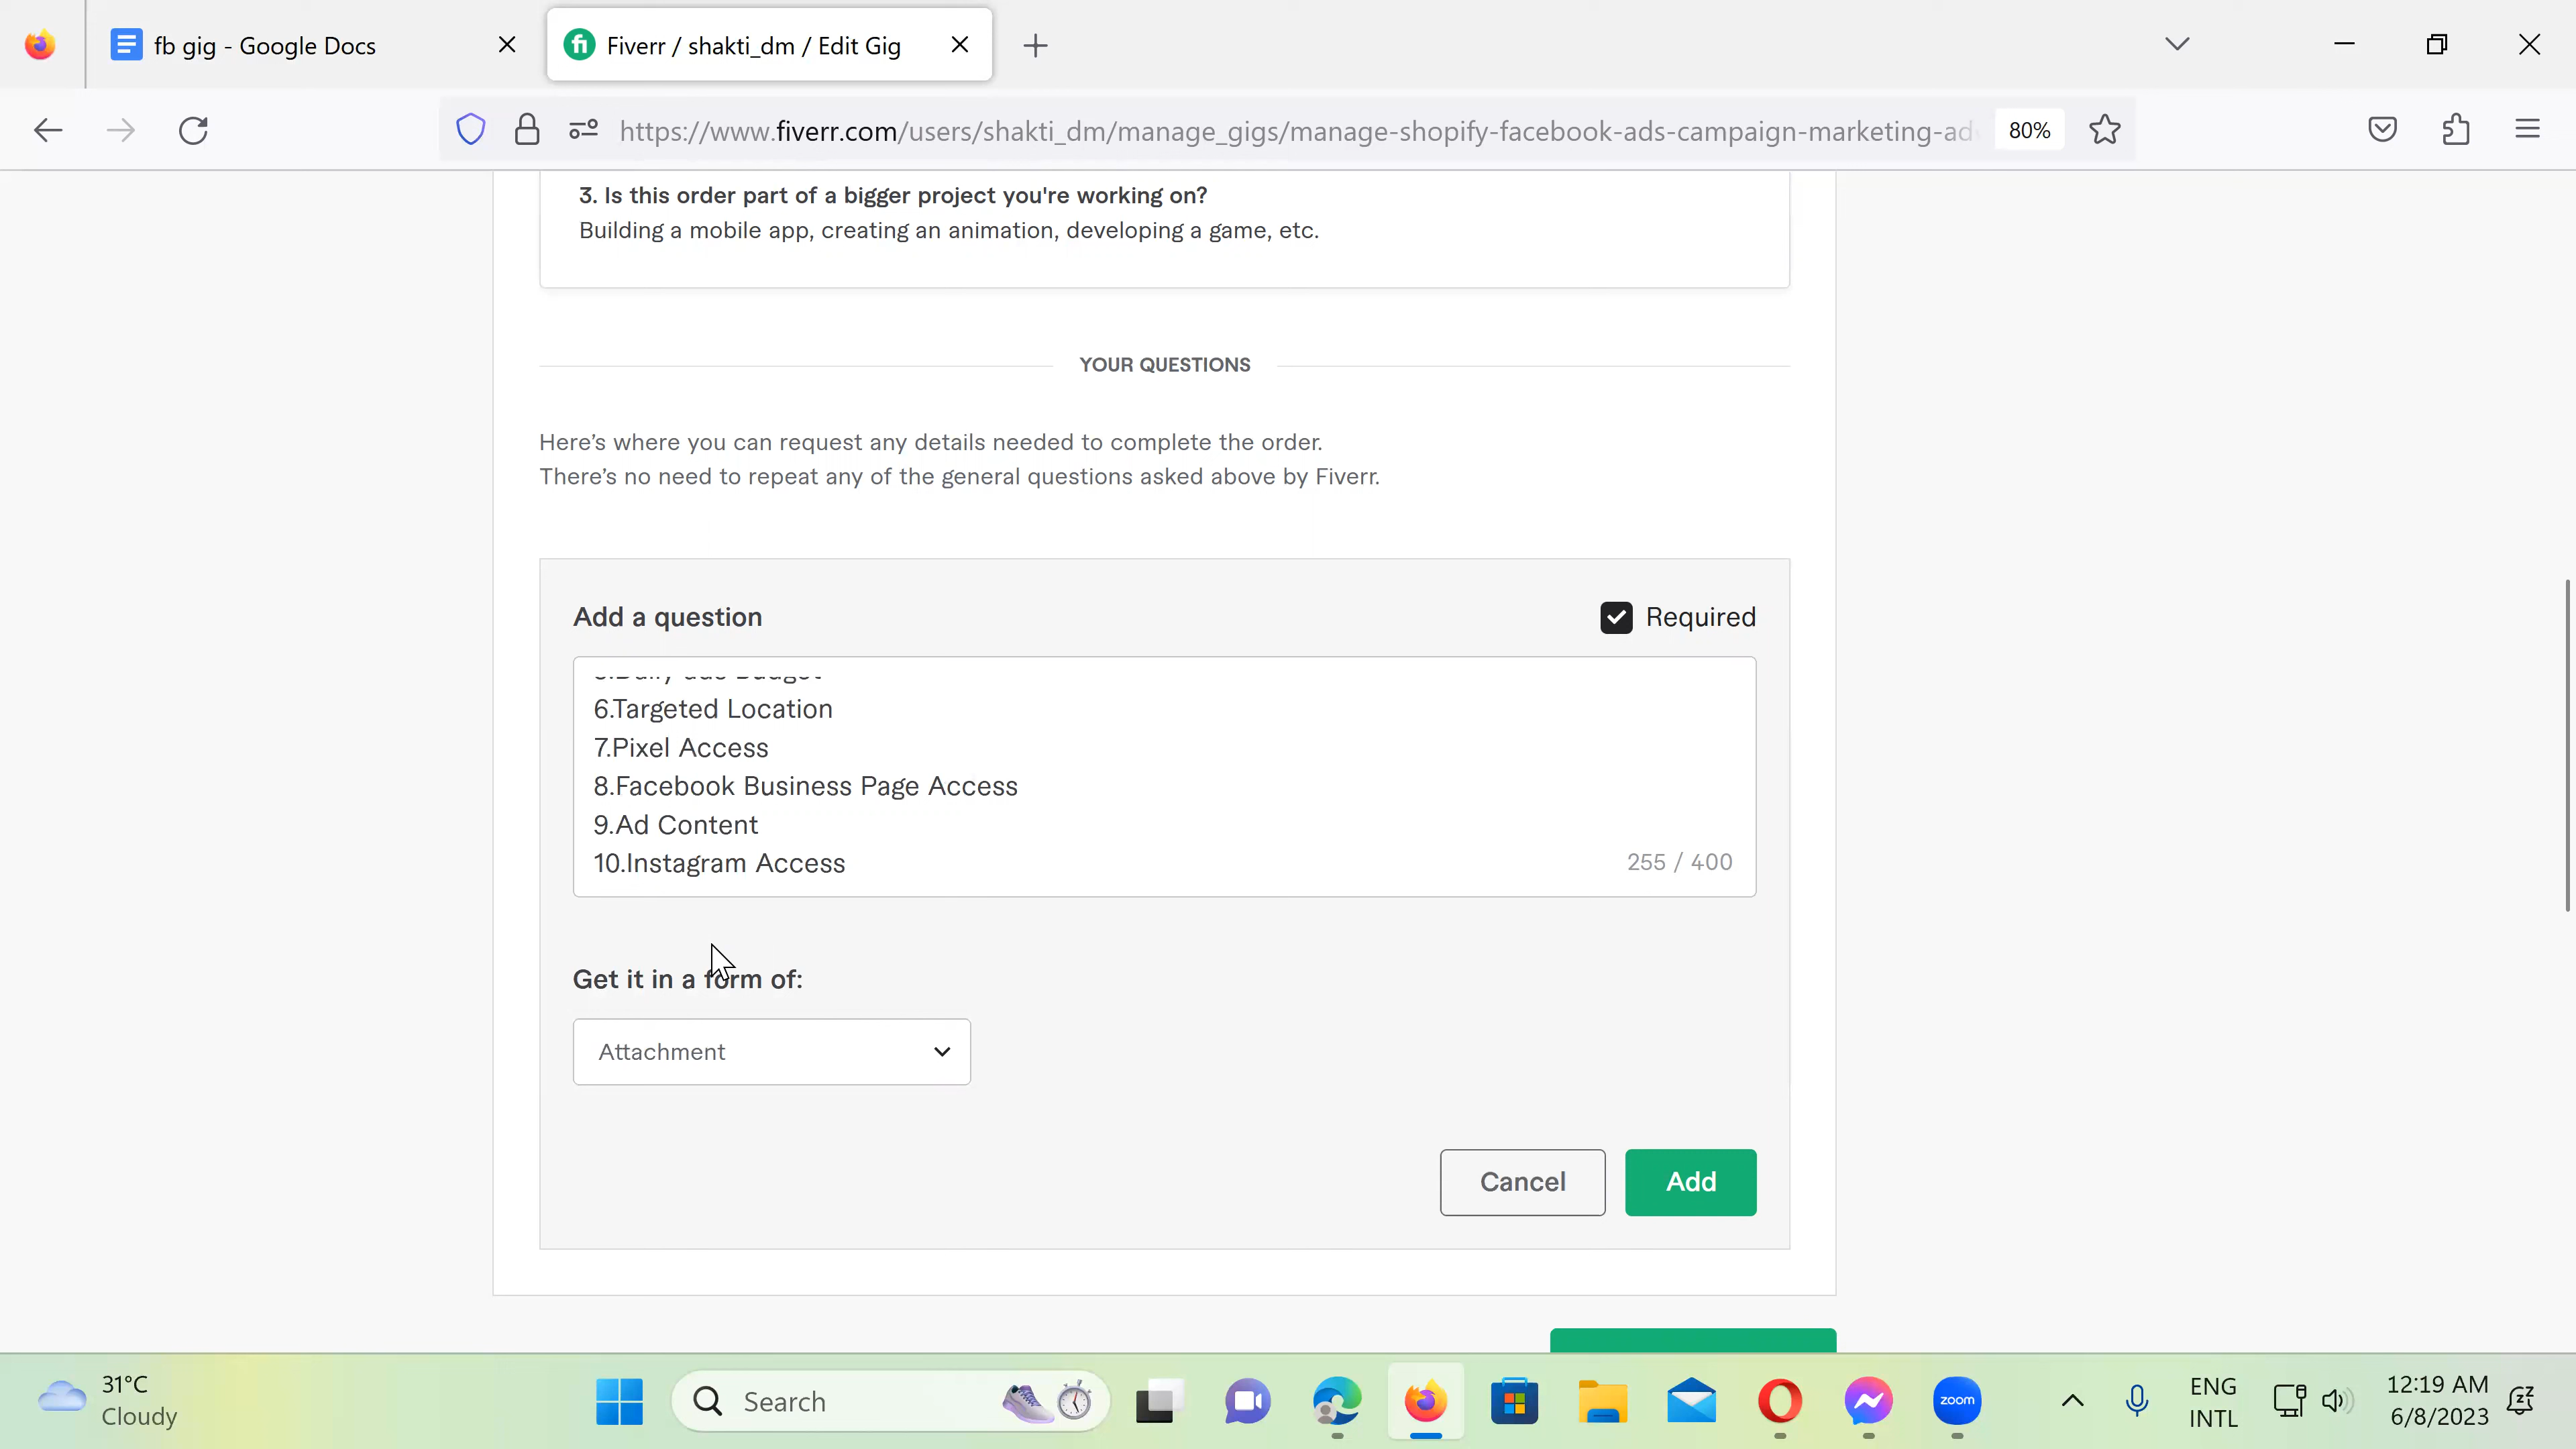 fb gig - Google Docs
Fiverr / shakti_dm / Edit Gig
https://www.fiverr.com/users/shakti_dm/manage_gigs/manage-shopify-facebook-ads-campaign-marketing-ad
80%
3. Is this order part of a bigger project you're working on?
Building a mobile app, creating an animation, developing a game, etc.
YOUR QUESTIONS
Here’s where you can request any details needed to complete the order.
There’s no need to repeat any of the general questions asked above by Fiverr.
Add a question
Required
6.Targeted Location
7.Pixel Access
8.Facebook Business Page Access
9.Ad Content
10.Instagram Access
255 / 400
Get it in a form of:
Attachment
Cancel
Add
31°C
Cloudy
Search
zoom
ENG
INTL
12:19 AM
6/8/2023